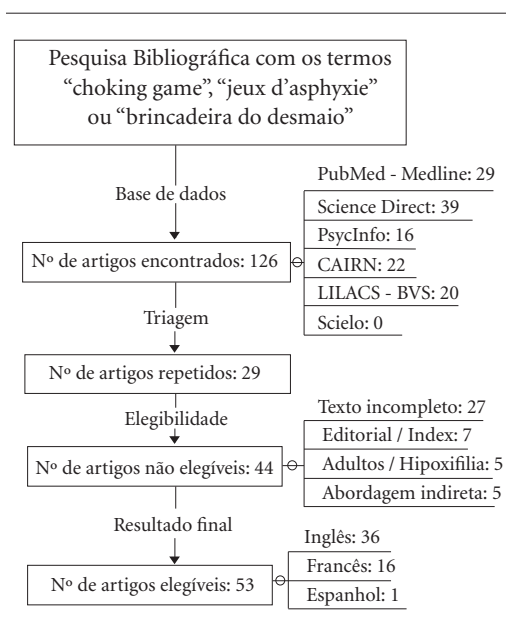 Pesquisa Bibliográfica com os termos
“choking game”, “jeux d’asphyxie”
ou “brincadeira do desmaio”
Base de dados
Nº de artigos encontrados: 126
PubMed - Medline: 29
Science Direct: 39
PsycInfo: 16
CAIRN: 22
LILACS - BVS: 20
Scielo: 0
Triagem
Nº de artigos repetidos: 29
Elegibilidade
Nº de artigos não elegíveis: 44
Texto incompleto: 27
Editorial / Index: 7
Adultos / Hipoxifilia: 5
Abordagem indireta: 5
Resultado final
Nº de artigos elegíveis: 53
Inglês: 36
Francês: 16
Espanhol: 1